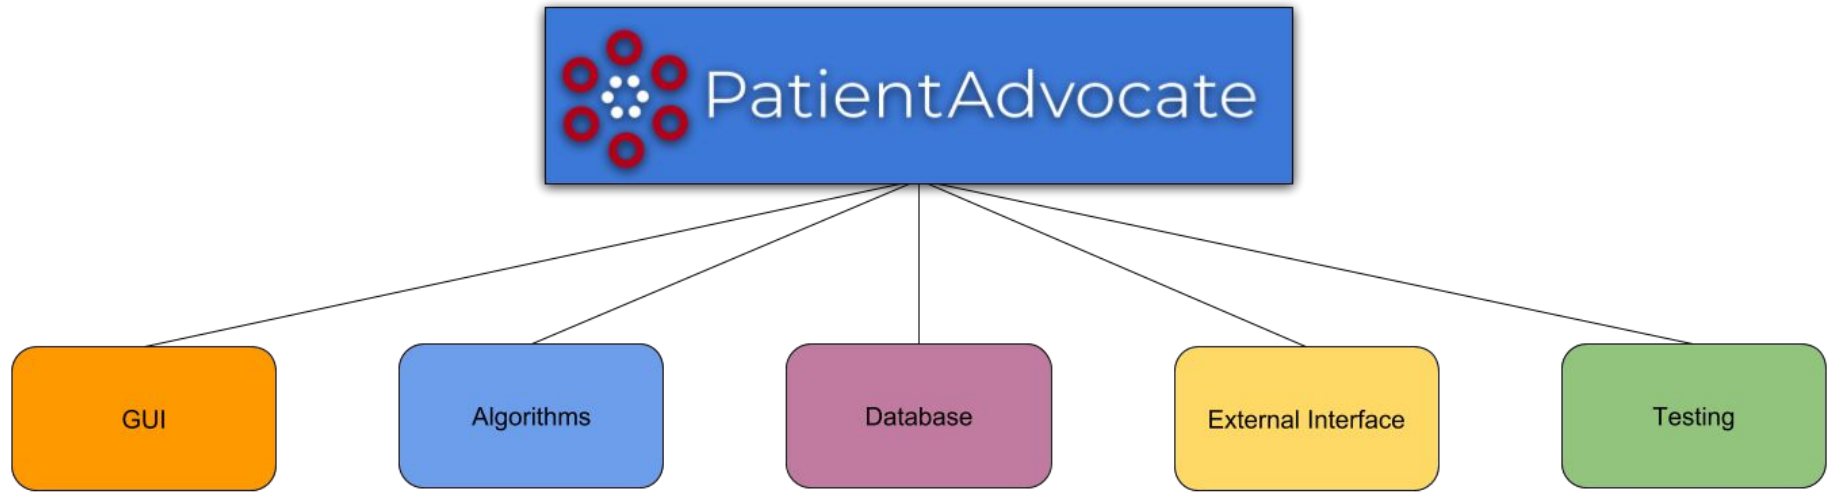 PatientAdvocate
GUI
Algorithms
Database
External Interface
Testing